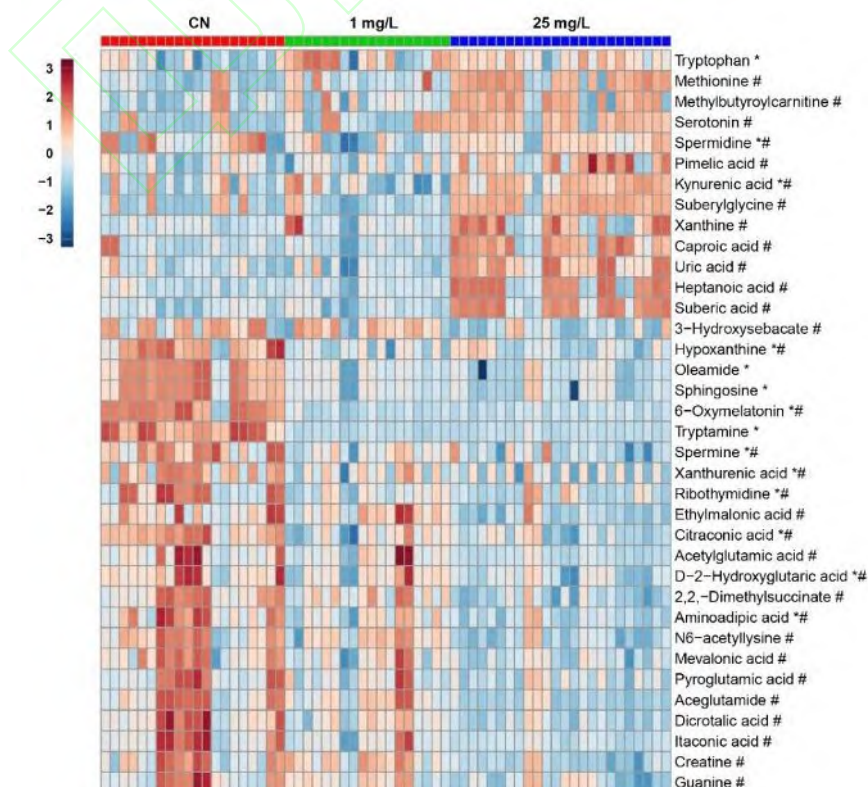 CN 1 mg/L 25 mg/L
3
2
1
0
−1
−2
−3
Tryptophan *
Methionine #
Methylbutyroylcarnitine #
Serotonin #
Spermidine *#
Pimelic acid #
Kynurenic acid *#
Suberylglycine #
Xanthine #
Caproic acid #
Uric acid #
Heptanoic acid #
Suberic acid #
3−Hydroxysebacate #
Hypoxanthine *#
Oleamide *
Sphingosine *
6−Oxymelatonin *#
Tryptamine *
Spermine *#
Xanthurenic acid *#
Ribothymidine *#
Ethylmalonic acid #
Citraconic acid *#
Acetylglutamic acid #
D−2−Hydroxyglutaric acid *#
2,2,−Dimethylsuccinate #
Aminoadipic acid *#
N6−acetyllysine #
Mevalonic acid #
Pyroglutamic acid #
Aceglutamide #
Dicrotalic acid #
Itaconic acid #
Creatine #
Guanine #